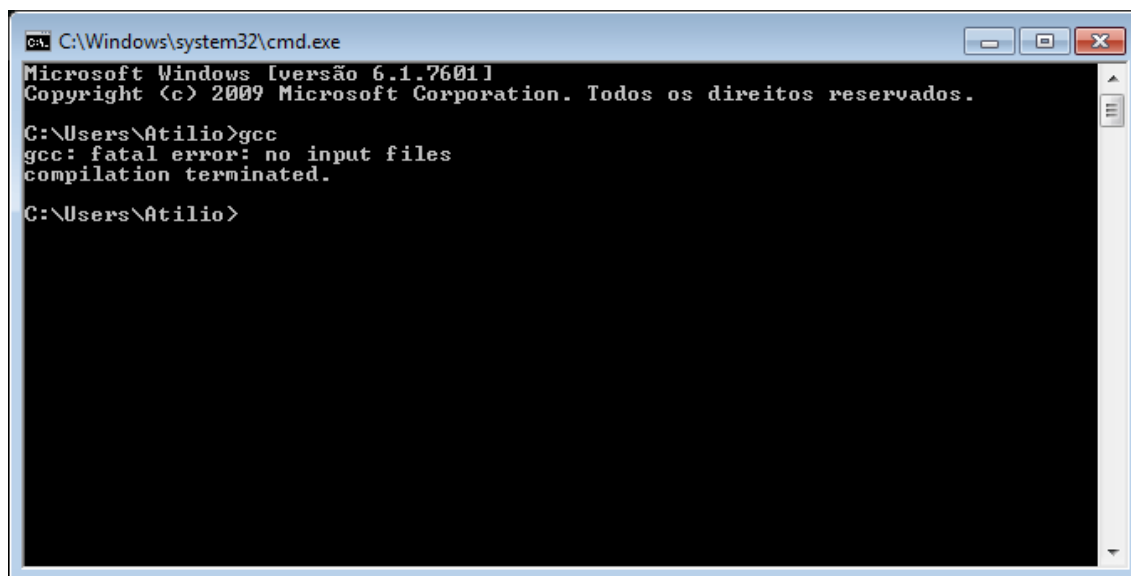 C:\Windows\system32\cmd.exe
Microsoft Windows [versão 6.1.7601]
Copyright (c) 2009 Microsoft Corporation. Todos os direitos reservados.
C:\Users\Atilio>gcc
gcc: fatal error: no input files
compilation terminated.
C:\Users\Atilio>